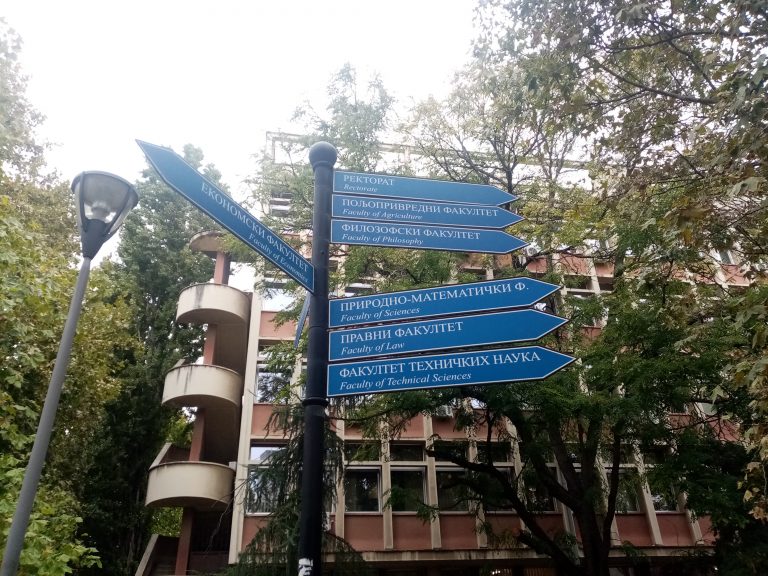 ЕКОНОМСКИ ФАКУЛТЕТ
Faculty of Economics
РЕКТОРАТ
Rectorate
ПОЉОПРИВРЕДНИ ФАКУЛТЕТ
Faculty of Agriculture
ФИЛОЗОФСКИ ФАКУЛТЕТ
Faculty of Philosophy
ПРИРОДНО-МАТЕМАТИЧКИ Ф.
Faculty of Sciences
ПРАВНИ ФАКУЛТЕТ
Faculty of Law
ФАКУЛТЕТ ТЕХНИЧКИХ НАУКА
Faculty of Technical Sciences